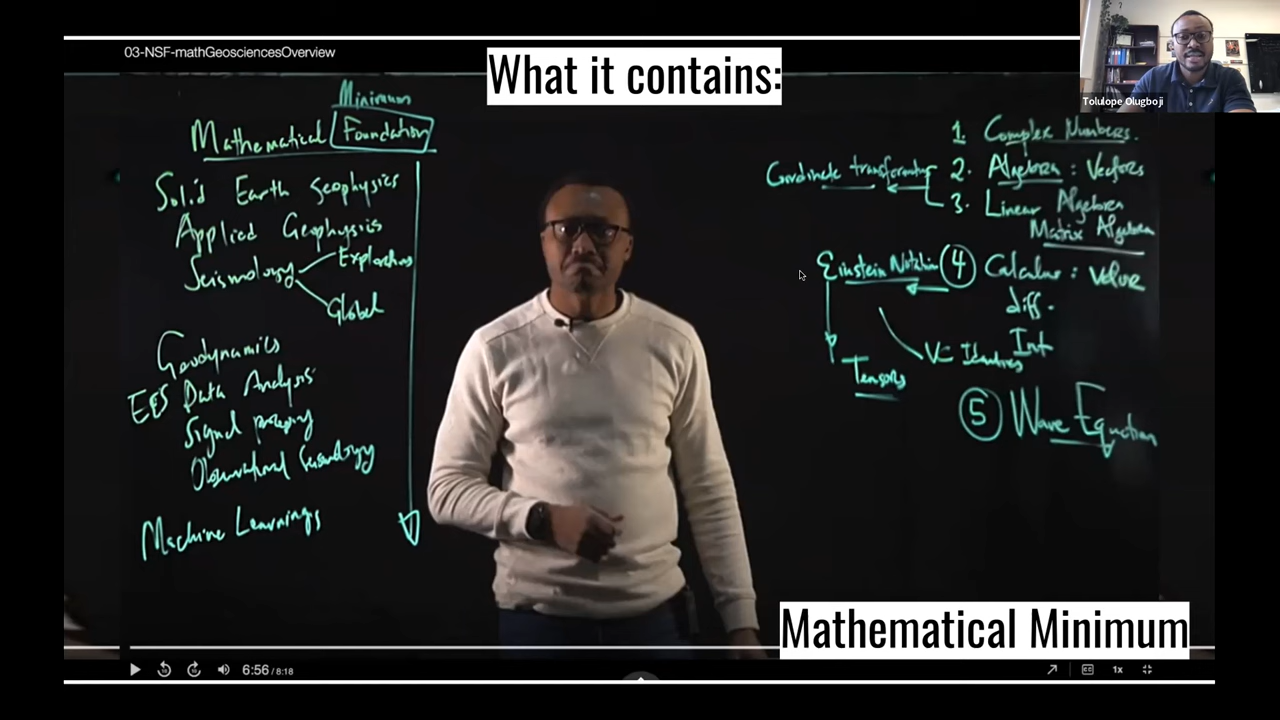 03-NSF-mathGeosciencesOverview
What it contains:
Tolulope Olugboji
Minimum
Mathematical Foundation
Solid Earth Geophysics
Applied Geophysics
Seismology
Exploration
Global
Geodynamics
EES Data Analysis
Signal processing
Observational Seismology
Machine Learnings
1. Complex Numbers.
Coordinate transforming
2. Algebra : Vectors
3. Linear Algebra
Matrix Algebra
Einstein Notation
4 Calculus :
diff.
Int
Identities
Tensors
5 Wave Equation
Mathematical Minimum
6:56 / 8:18
1x